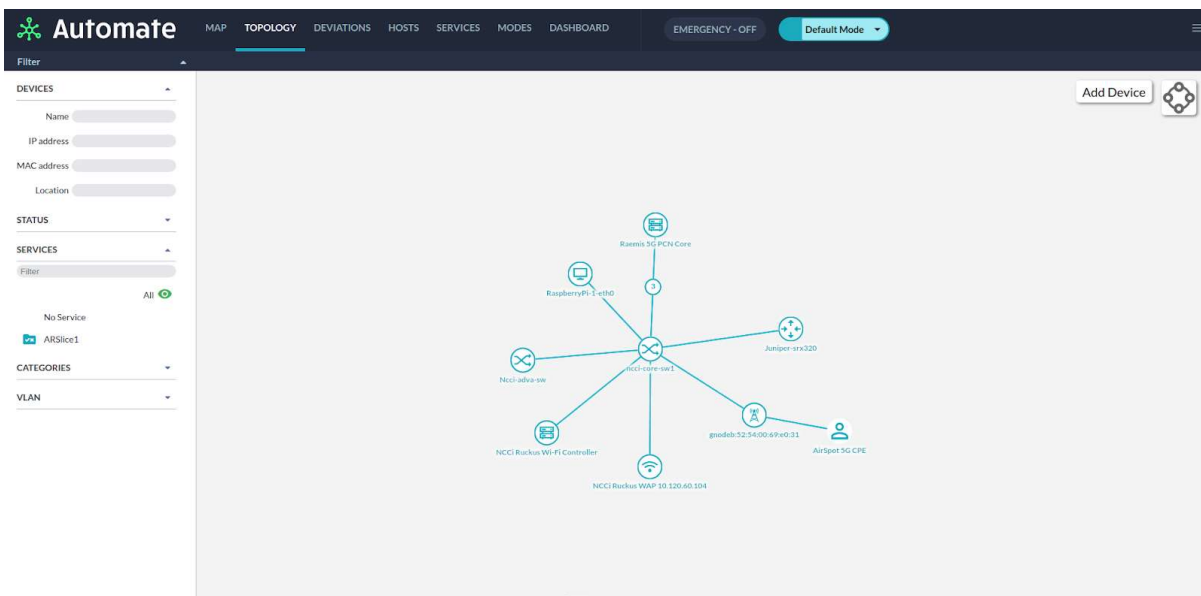 Automate
MAP TOPOLOGY DEVIATIONS HOSTS SERVICES MODES DASHBOARD EMERGENCY - OFF Default Mode
Filter
DEVICES
Name
IP address
MAC address
Location
STATUS
SERVICES
Filter
All
No Service
ARSlice1
CATEGORIES
VLAN
Add Device
Raemis 5G PCN Core
RaspberryPi-1-eth0
3
Juniper-srx320
ncci-core-sw1
Ncci-adva-sw
gnodeb:52:54:00:69:e0:31
NCCi Ruckus Wi-Fi Controller
AirSpot 5G CPE
NCCi Ruckus WAP 10.120.60.104